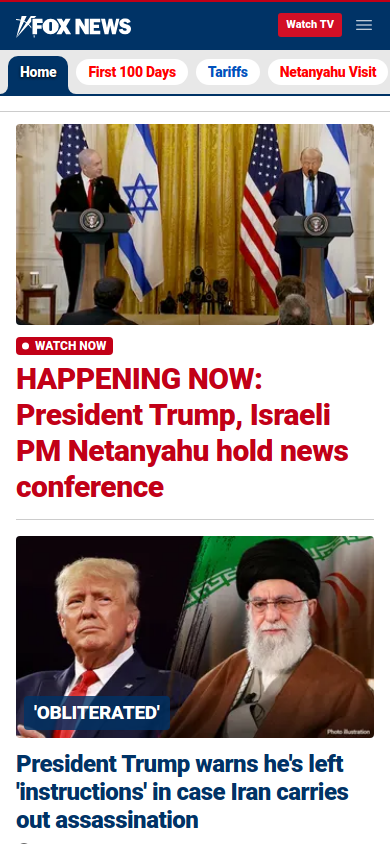 FOX NEWS
Watch TV
Home
First 100 Days
Tariffs
Netanyahu Visit
WATCH NOW
HAPPENING NOW:
President Trump, Israeli
PM Netanyahu hold news
conference
'OBLITERATED'
Photo illustration
President Trump warns he's left
'instructions' in case Iran carries
out assassination